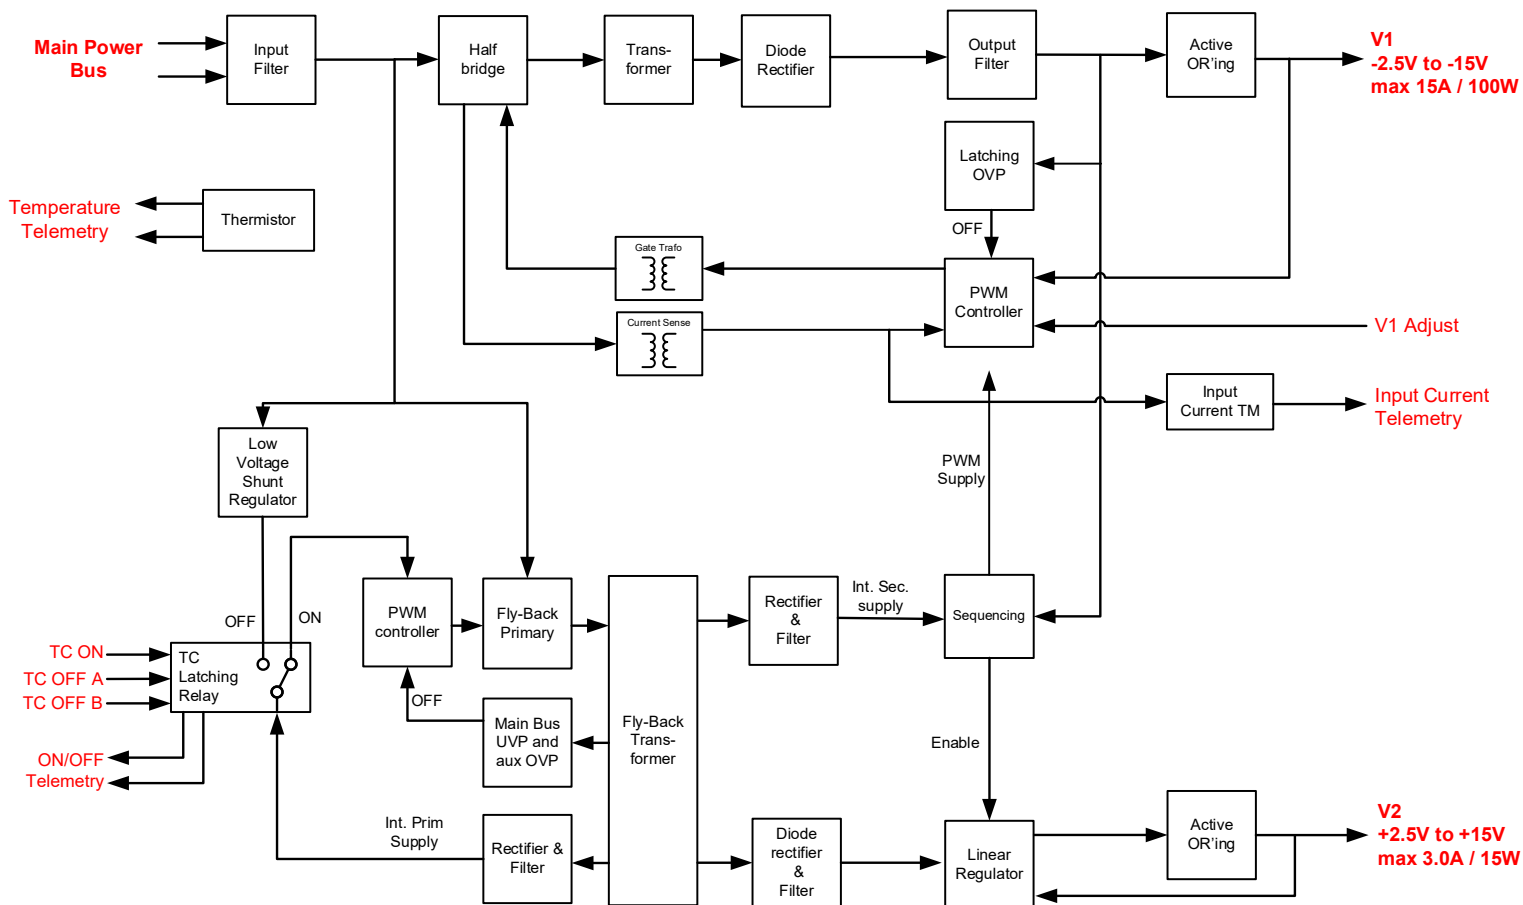 Main Power
Bus
Input
Filter
Half
bridge
Trans-
former
Diode
Rectifier
Output
Filter
Active
OR'ing
V1
-2.5V to -15V
max 15A / 100W
Latching
OVP
OFF
Temperature
Telemetry
Thermistor
Gate Trafo
PWM
Controller
Current Sense
V1 Adjust
Input
Current TM
Input Current
Telemetry
Low
Voltage
Shunt
Regulator
PWM
Supply
OFF
ON
PWM
controller
Fly-Back
Primary
Rectifier
&
Filter
Int. Sec.
supply
Sequencing
TC ON
TC OFF A
TC OFF B
TC
Latching
Relay
OFF
Main Bus
UVP and
aux OVP
Fly-Back
Trans-
former
Enable
ON/OFF
Telemetry
Int. Prim
Supply
Rectifier &
Filter
Diode
rectifier
&
Filter
Linear
Regulator
Active
OR'ing
V2
+2.5V to +15V
max 3.0A / 15W